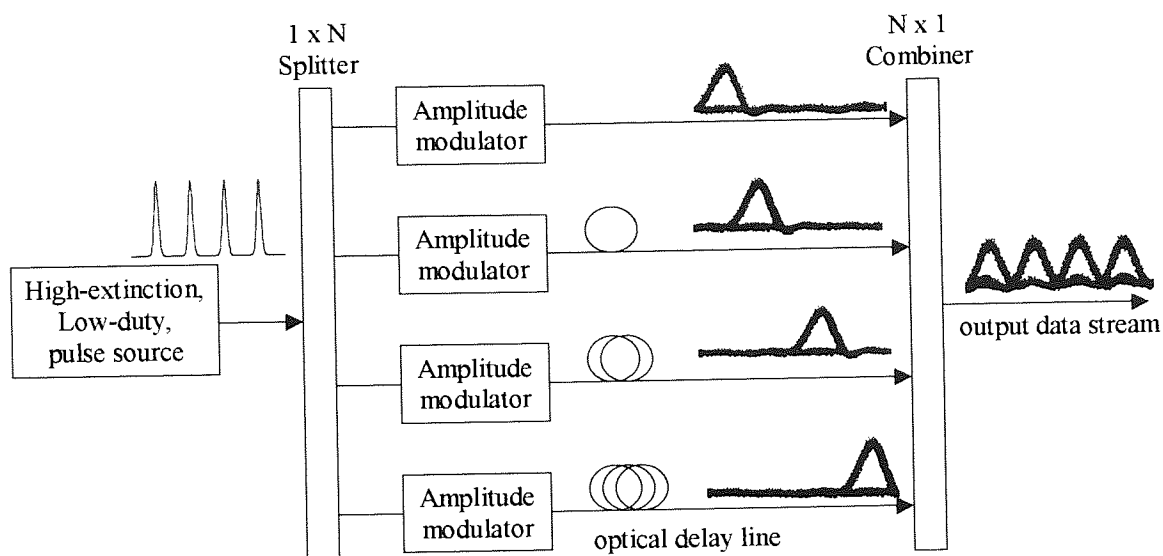 1 x N
Splitter
N x 1
Combiner
Amplitude
modulator
Amplitude
modulator
High-extinction,
Low-duty,
pulse source
output data stream
Amplitude
modulator
Amplitude
modulator
optical delay line